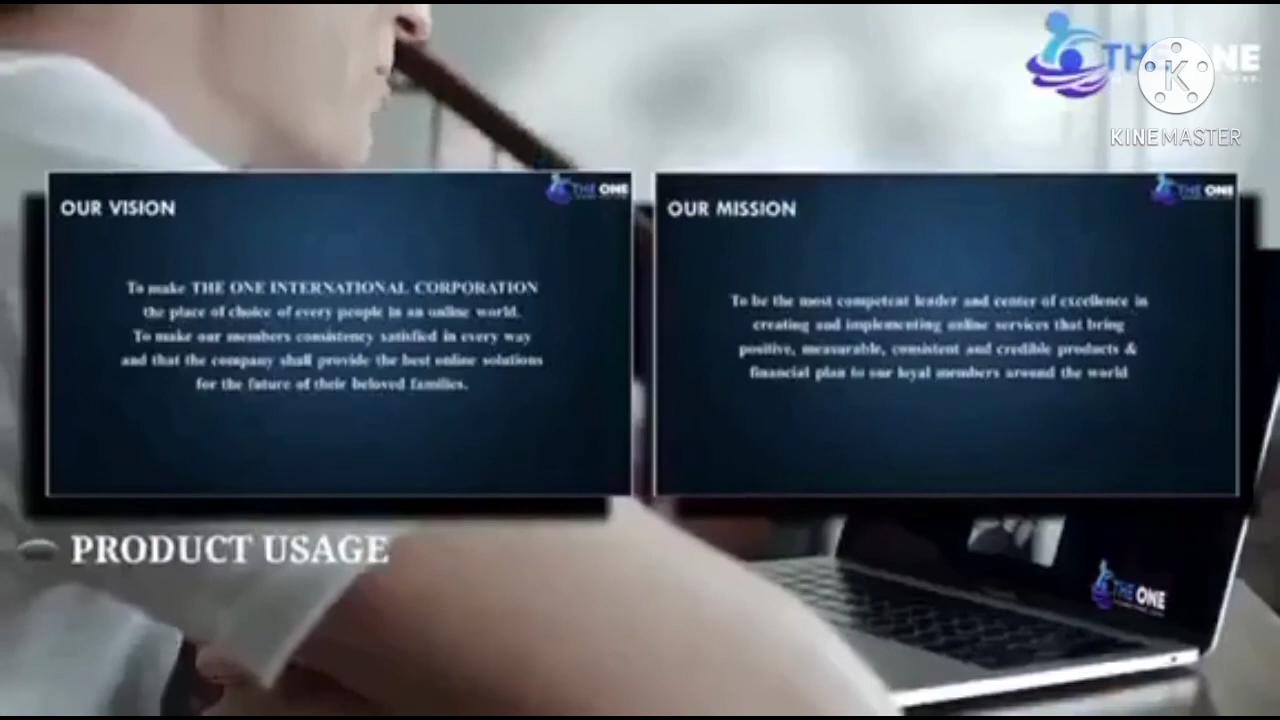 THE ONE
KINEMASTER
THE ONE
OUR VISION
To make THE ONE INTERNATIONAL CORPORATION
the place of choice of every people in an online world.
To make our members consistency satisfied in every way
and that the company shall provide the best online solutions
for the future of their beloved families.
THE ONE
OUR MISSION
To be the most competent leader and center of excellence in
creating and implementing online services that bring
positive, measurable, consistent and credible products &
financial plan to our loyal members around the world
PRODUCT USAGE
THE ONE